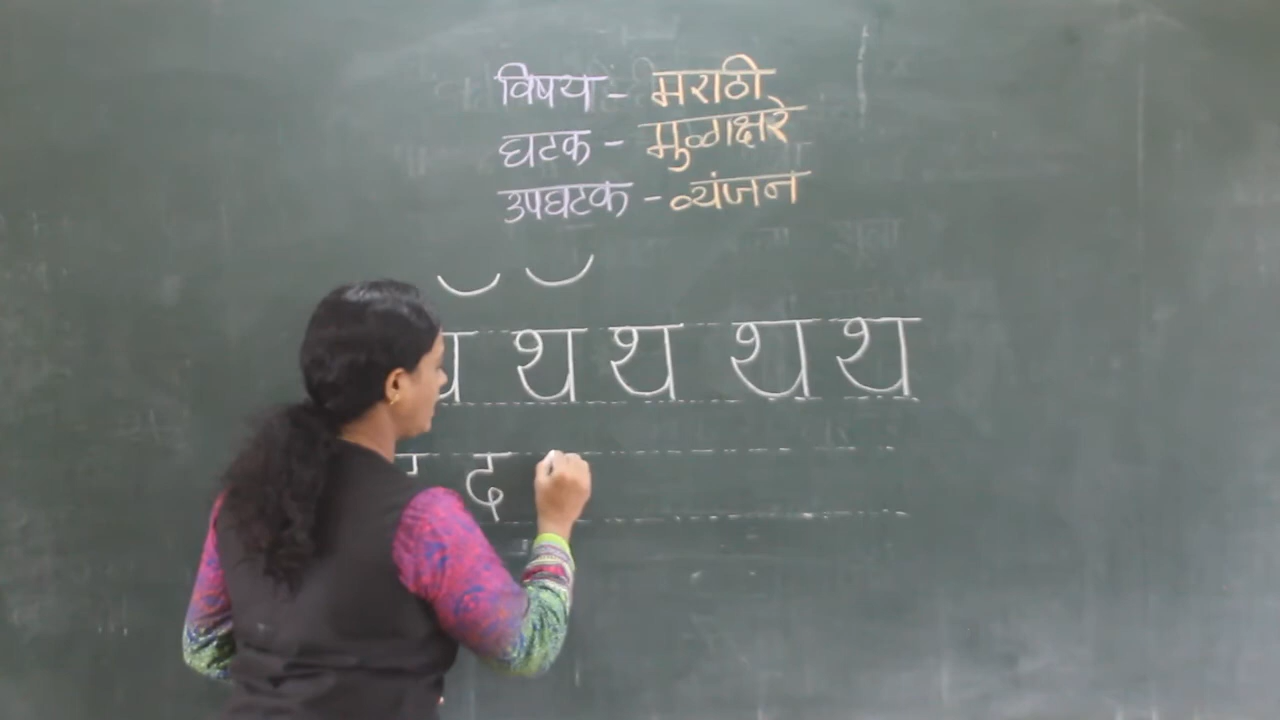 विषय - मराठी
घटक - मुळाक्षरे
उपघटक - व्यंजन
थ थ थ थ थ
द